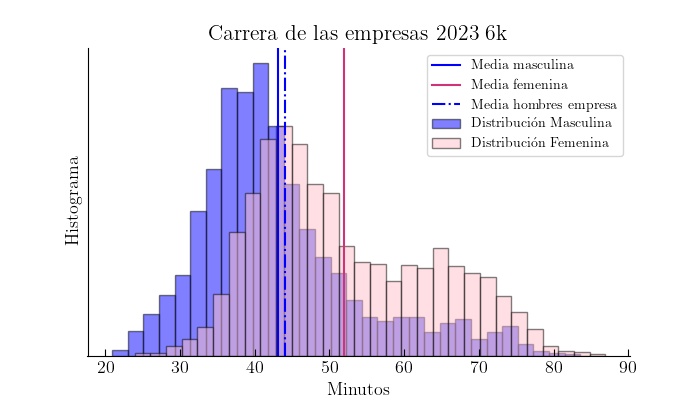 Carrera de las empresas 2023 6k
Media masculina
Media femenina
Media hombres empresa
Distribución Masculina
Distribución Femenina
Histograma
20 30 40 50 60 70 80 90
Minutos